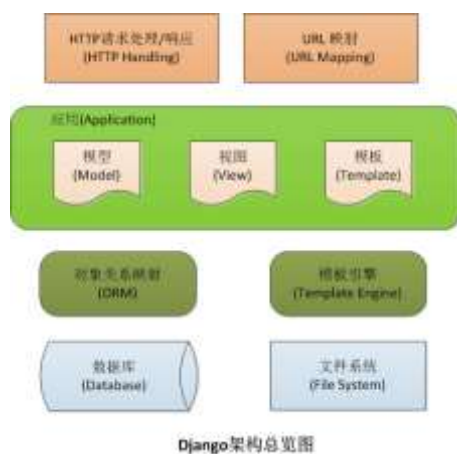 HTTP请求处理/响应
(HTTP Handling)
URL 映射
(URL Mapping)
应用(Application)
模型
(Model)
视图
(View)
模板
(Template)
对象关系映射
(ORM)
模板引擎
(Template Engine)
数据库
(Database)
文件系统
(File System)
Django架构总览图